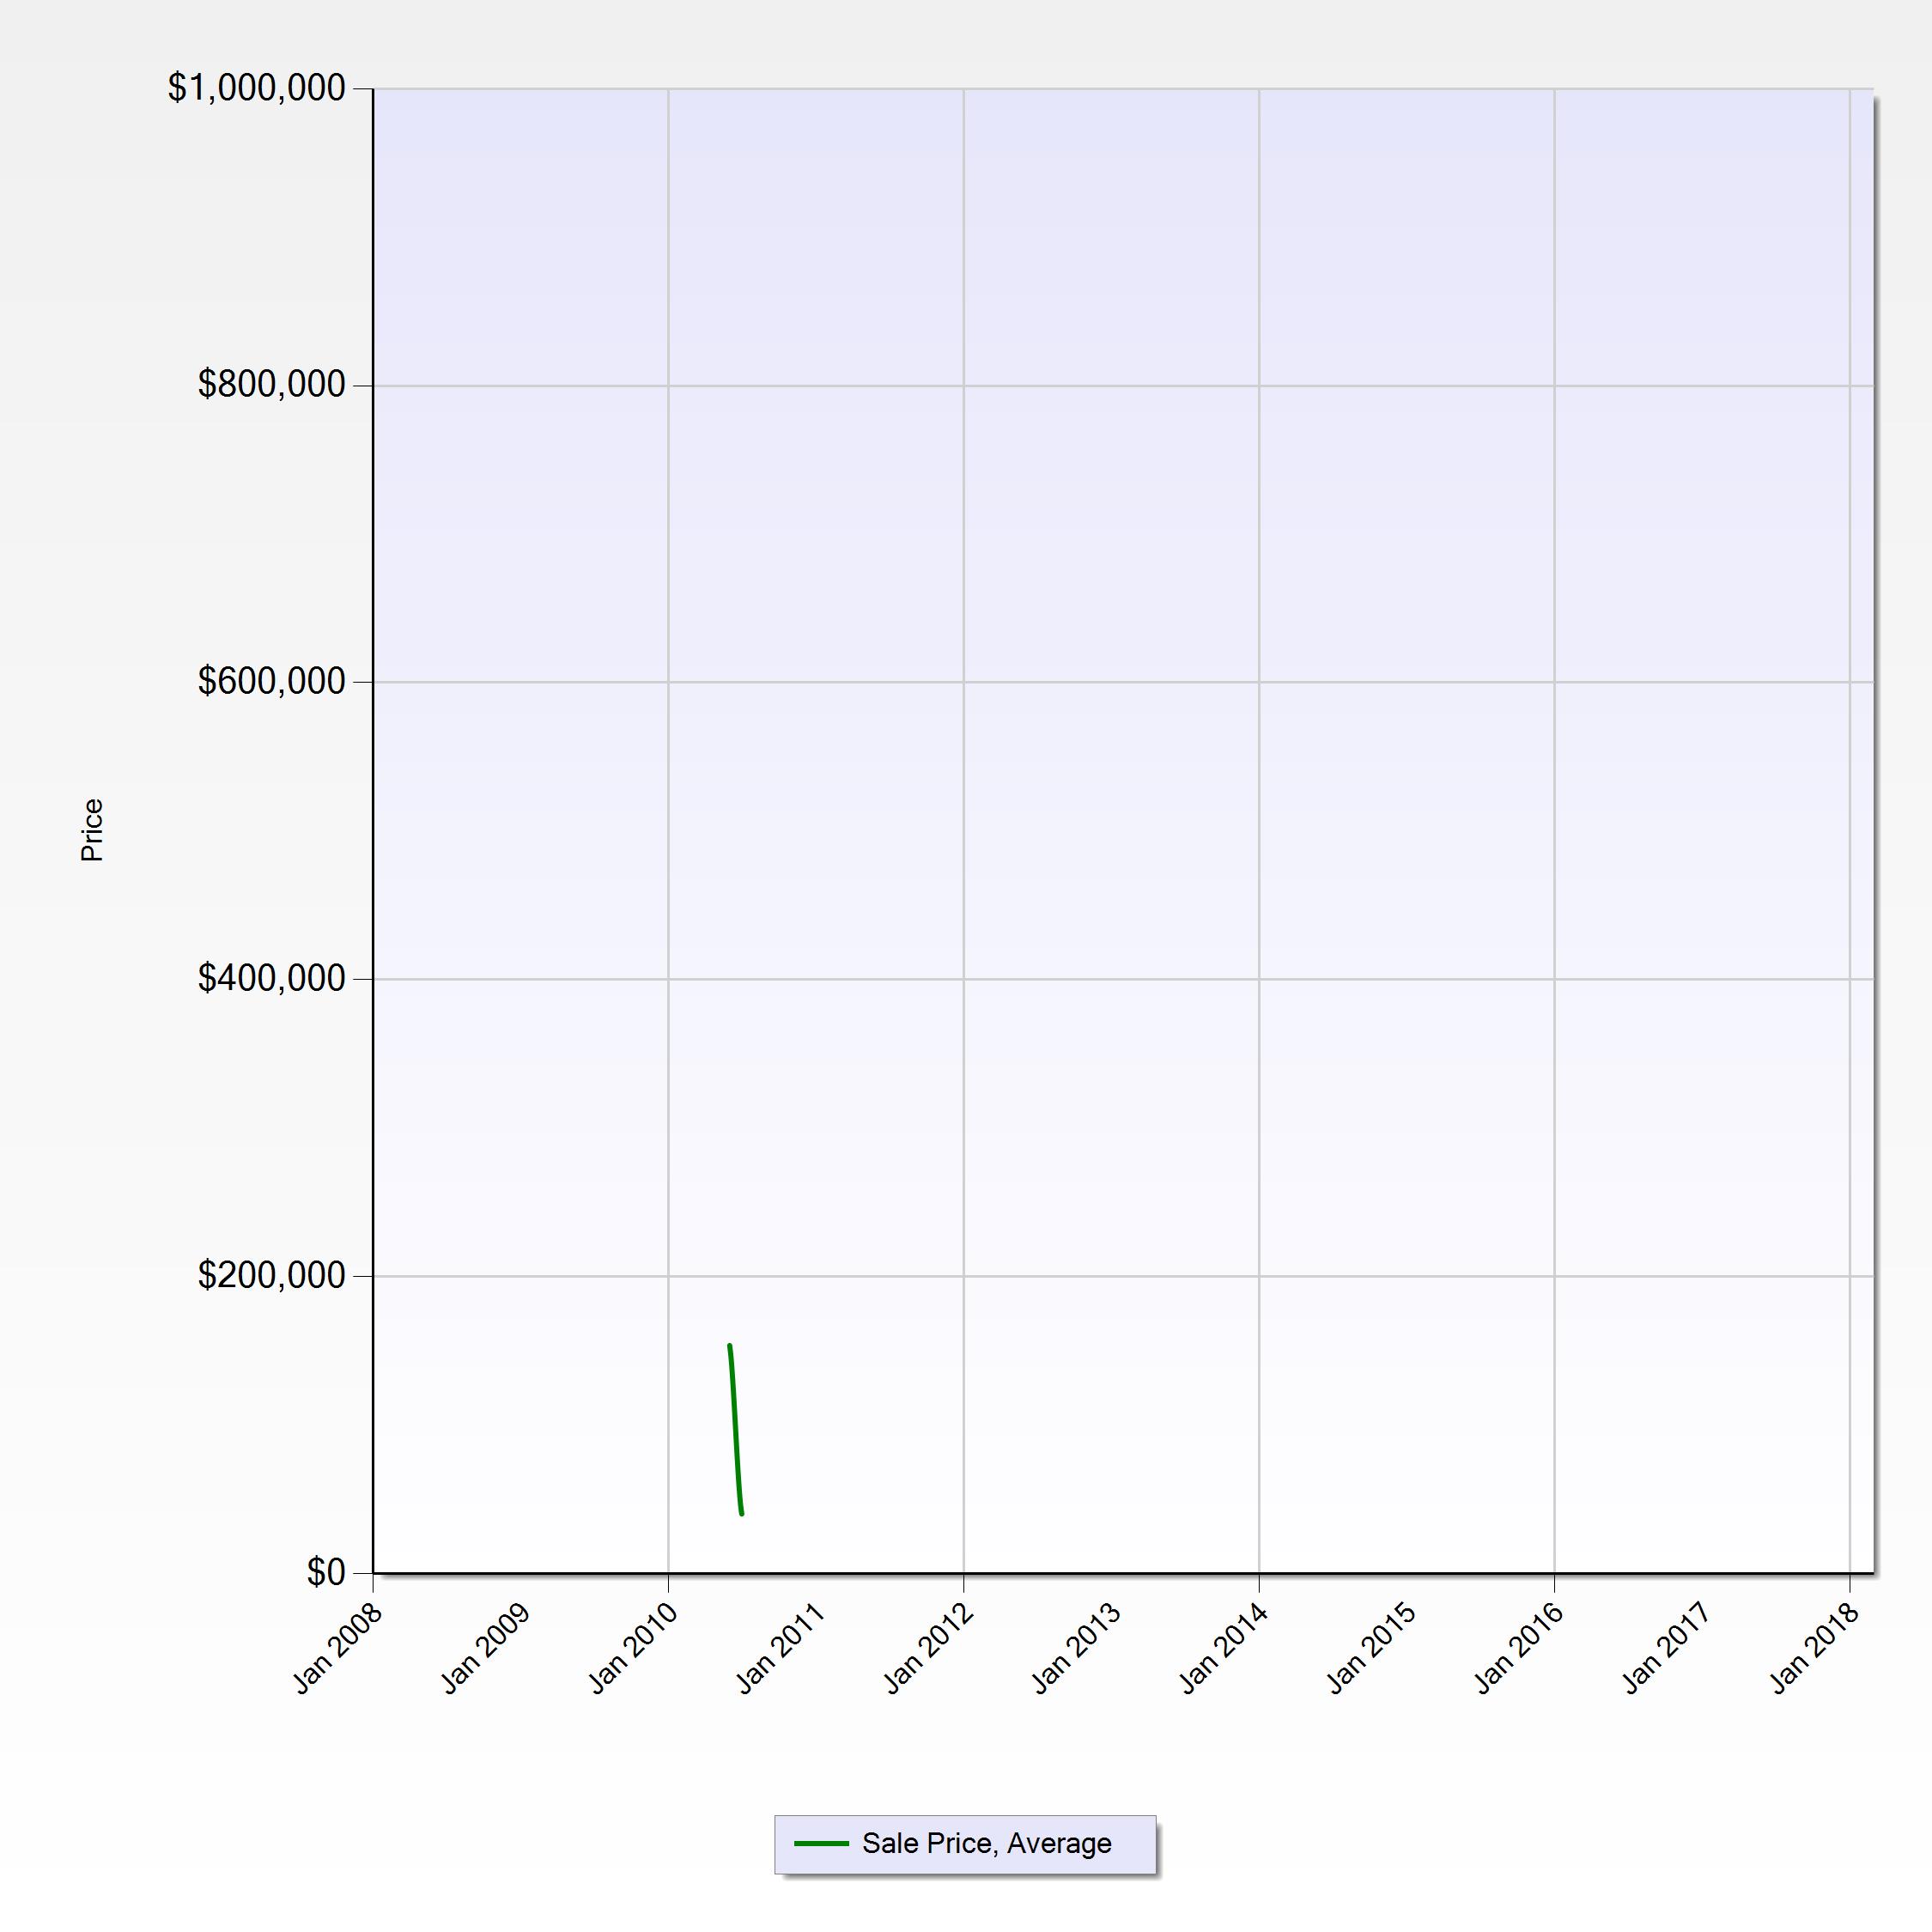 $1,000,000
$800,000
$600,000
Price
$400,000
$200,000
$0
Jan 2008
Jan 2009
Jan 2010
Jan 2011
Jan 2012
Jan 2013
Jan 2014
Jan 2015
Jan 2016
Jan 2017
Jan 2018
Sale Price, Average